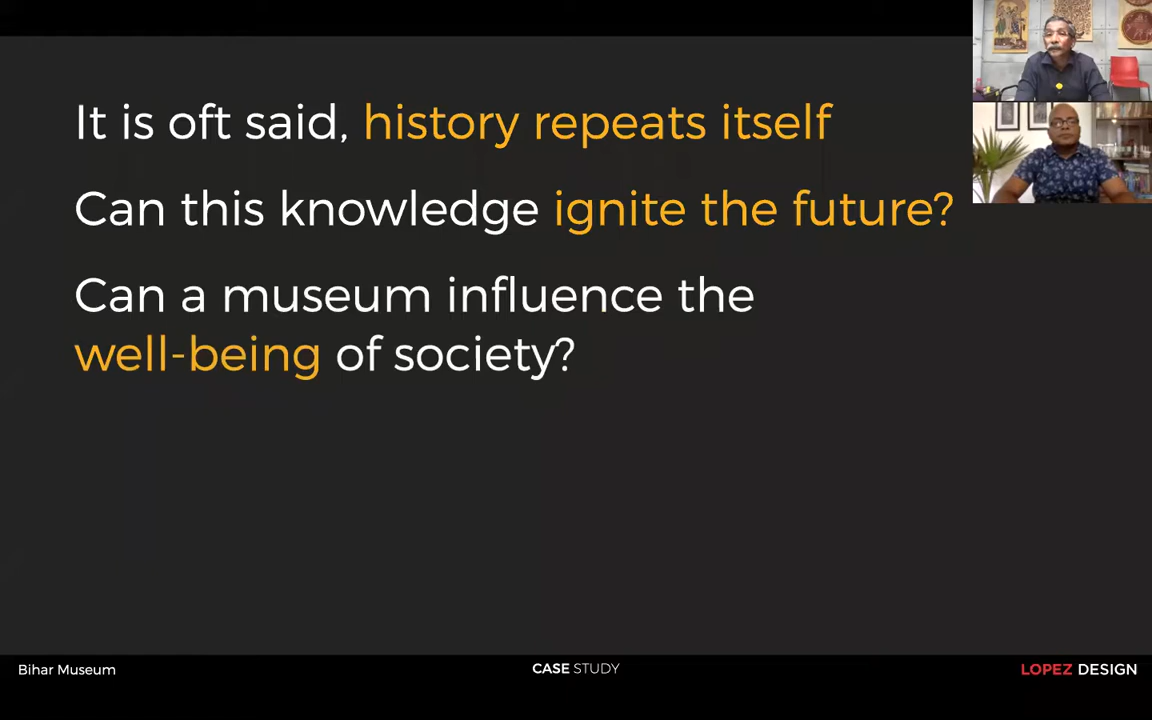 It is oft said, history repeats itself
Can this knowledge ignite the future?
Can a museum influence the
well-being of society?
Bihar Museum
CASE STUDY
LOPEZ DESIGN